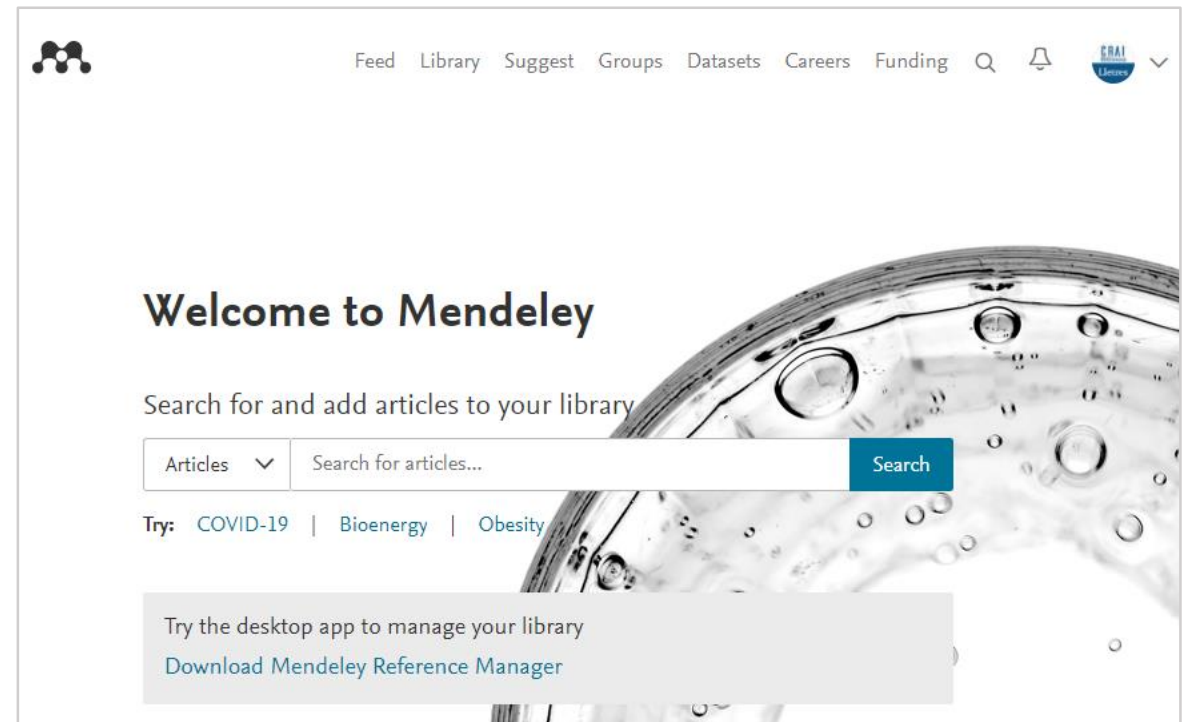 Feed Library Suggest Groups Datasets Careers Funding
CRAI
Lletres
Welcome to Mendeley
Search for and add articles to your library
Articles Search for articles... Search
Try: COVID-19 | Bioenergy | Obesity
Try the desktop app to manage your library
Download Mendeley Reference Manager